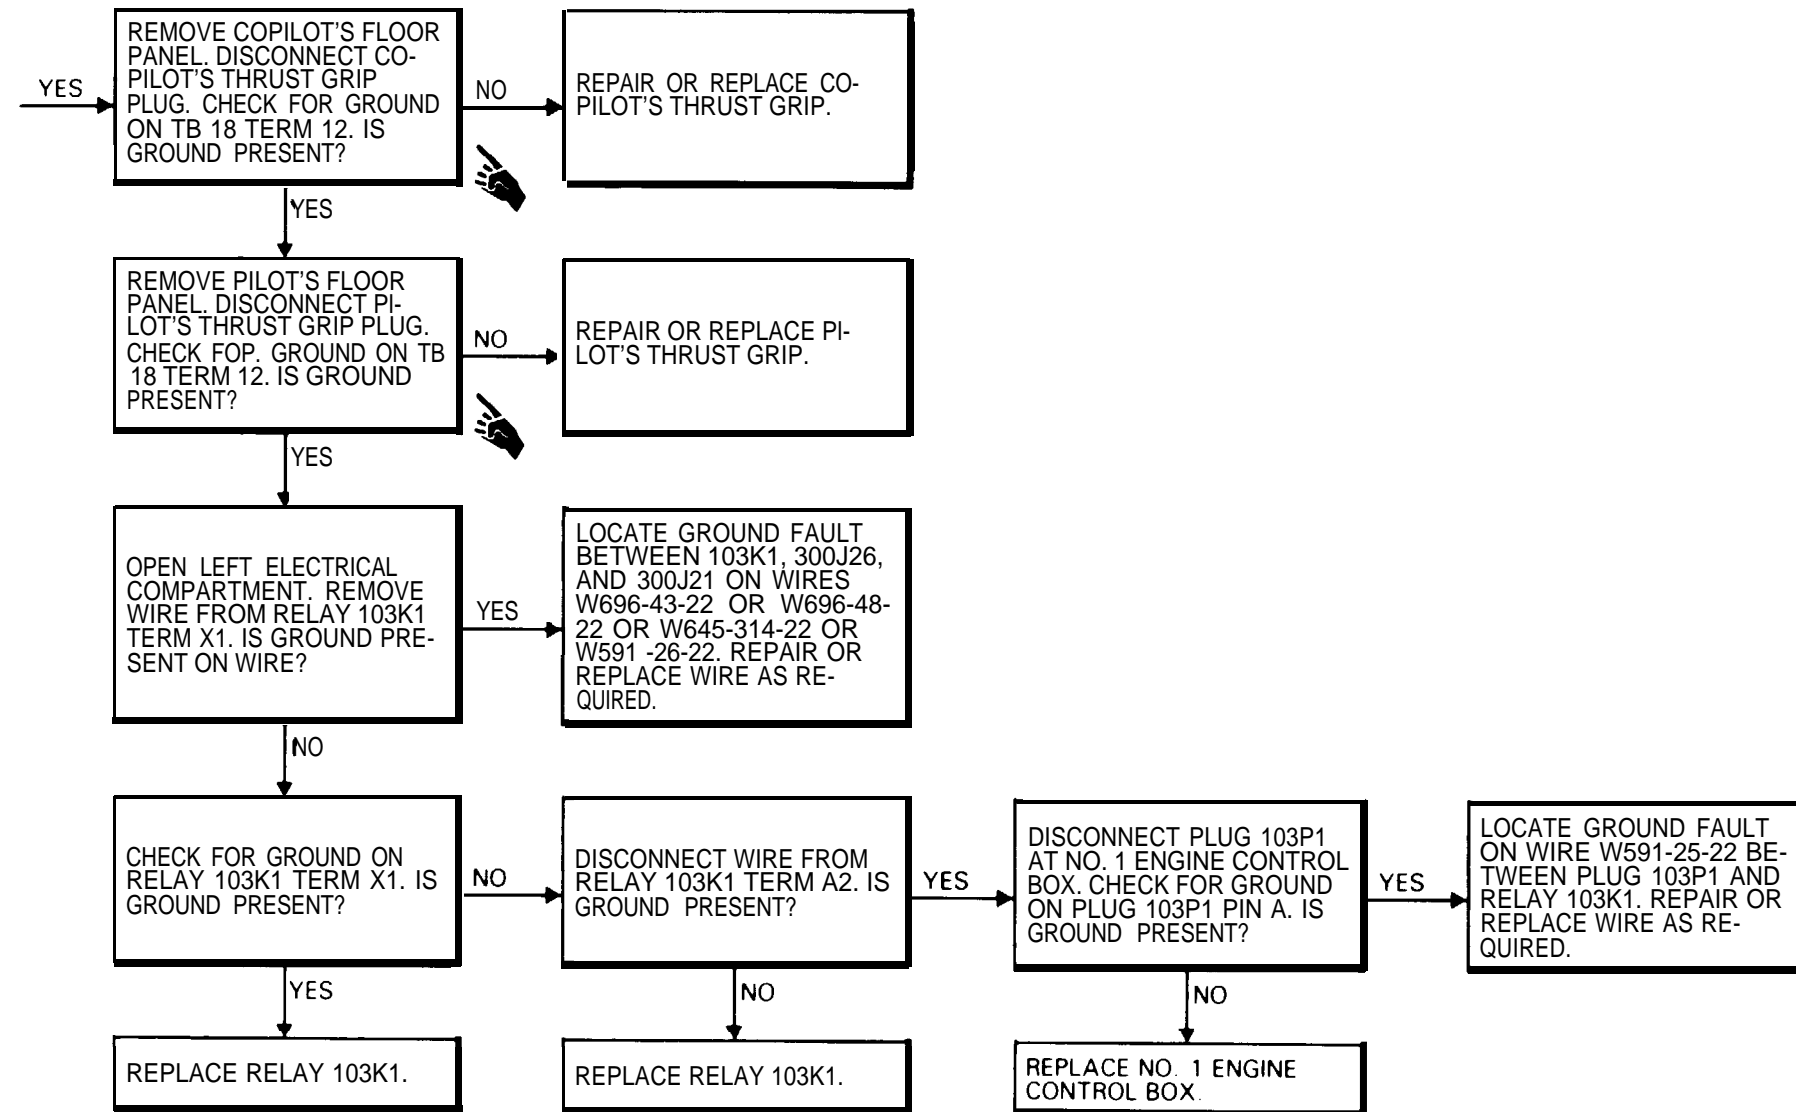 YES
REMOVE COPILOT'S FLOOR
PANEL. DISCONNECT CO-
PILOT'S THRUST GRIP
PLUG. CHECK FOR GROUND
ON TB 18 TERM 12. IS
GROUND PRESENT?
NO
REPAIR OR REPLACE CO-
PILOT'S THRUST GRIP.
YES
REMOVE PILOT'S FLOOR
PANEL. DISCONNECT PI-
LOT'S THRUST GRIP PLUG.
CHECK FOP. GROUND ON TB
18 TERM 12. IS GROUND
PRESENT?
NO
REPAIR OR REPLACE PI-
LOT'S THRUST GRIP.
YES
OPEN LEFT ELECTRICAL
COMPARTMENT. REMOVE
WIRE FROM RELAY 103K1
TERM X1. IS GROUND PRE-
SENT ON WIRE?
YES
LOCATE GROUND FAULT
BETWEEN 103K1, 300J26,
AND 300J21 ON WIRES
W696-43-22 OR W696-48-
22 OR W645-314-22 OR
W591 -26-22. REPAIR OR
REPLACE WIRE AS RE-
QUIRED.
NO
CHECK FOR GROUND ON
RELAY 103K1 TERM X1. IS
GROUND PRESENT?
NO
DISCONNECT WIRE FROM
RELAY 103K1 TERM A2. IS
GROUND PRESENT?
YES
DISCONNECT PLUG 103P1
AT NO. 1 ENGINE CONTROL
BOX. CHECK FOR GROUND
ON PLUG 103P1 PIN A. IS
GROUND PRESENT?
YES
LOCATE GROUND FAULT
ON WIRE W591-25-22 BE-
TWEEN PLUG 103P1 AND
RELAY 103K1. REPAIR OR
REPLACE WIRE AS RE-
QUIRED.
YES
NO
NO
REPLACE RELAY 103K1.
REPLACE RELAY 103K1.
REPLACE NO. 1 ENGINE
CONTROL BOX.